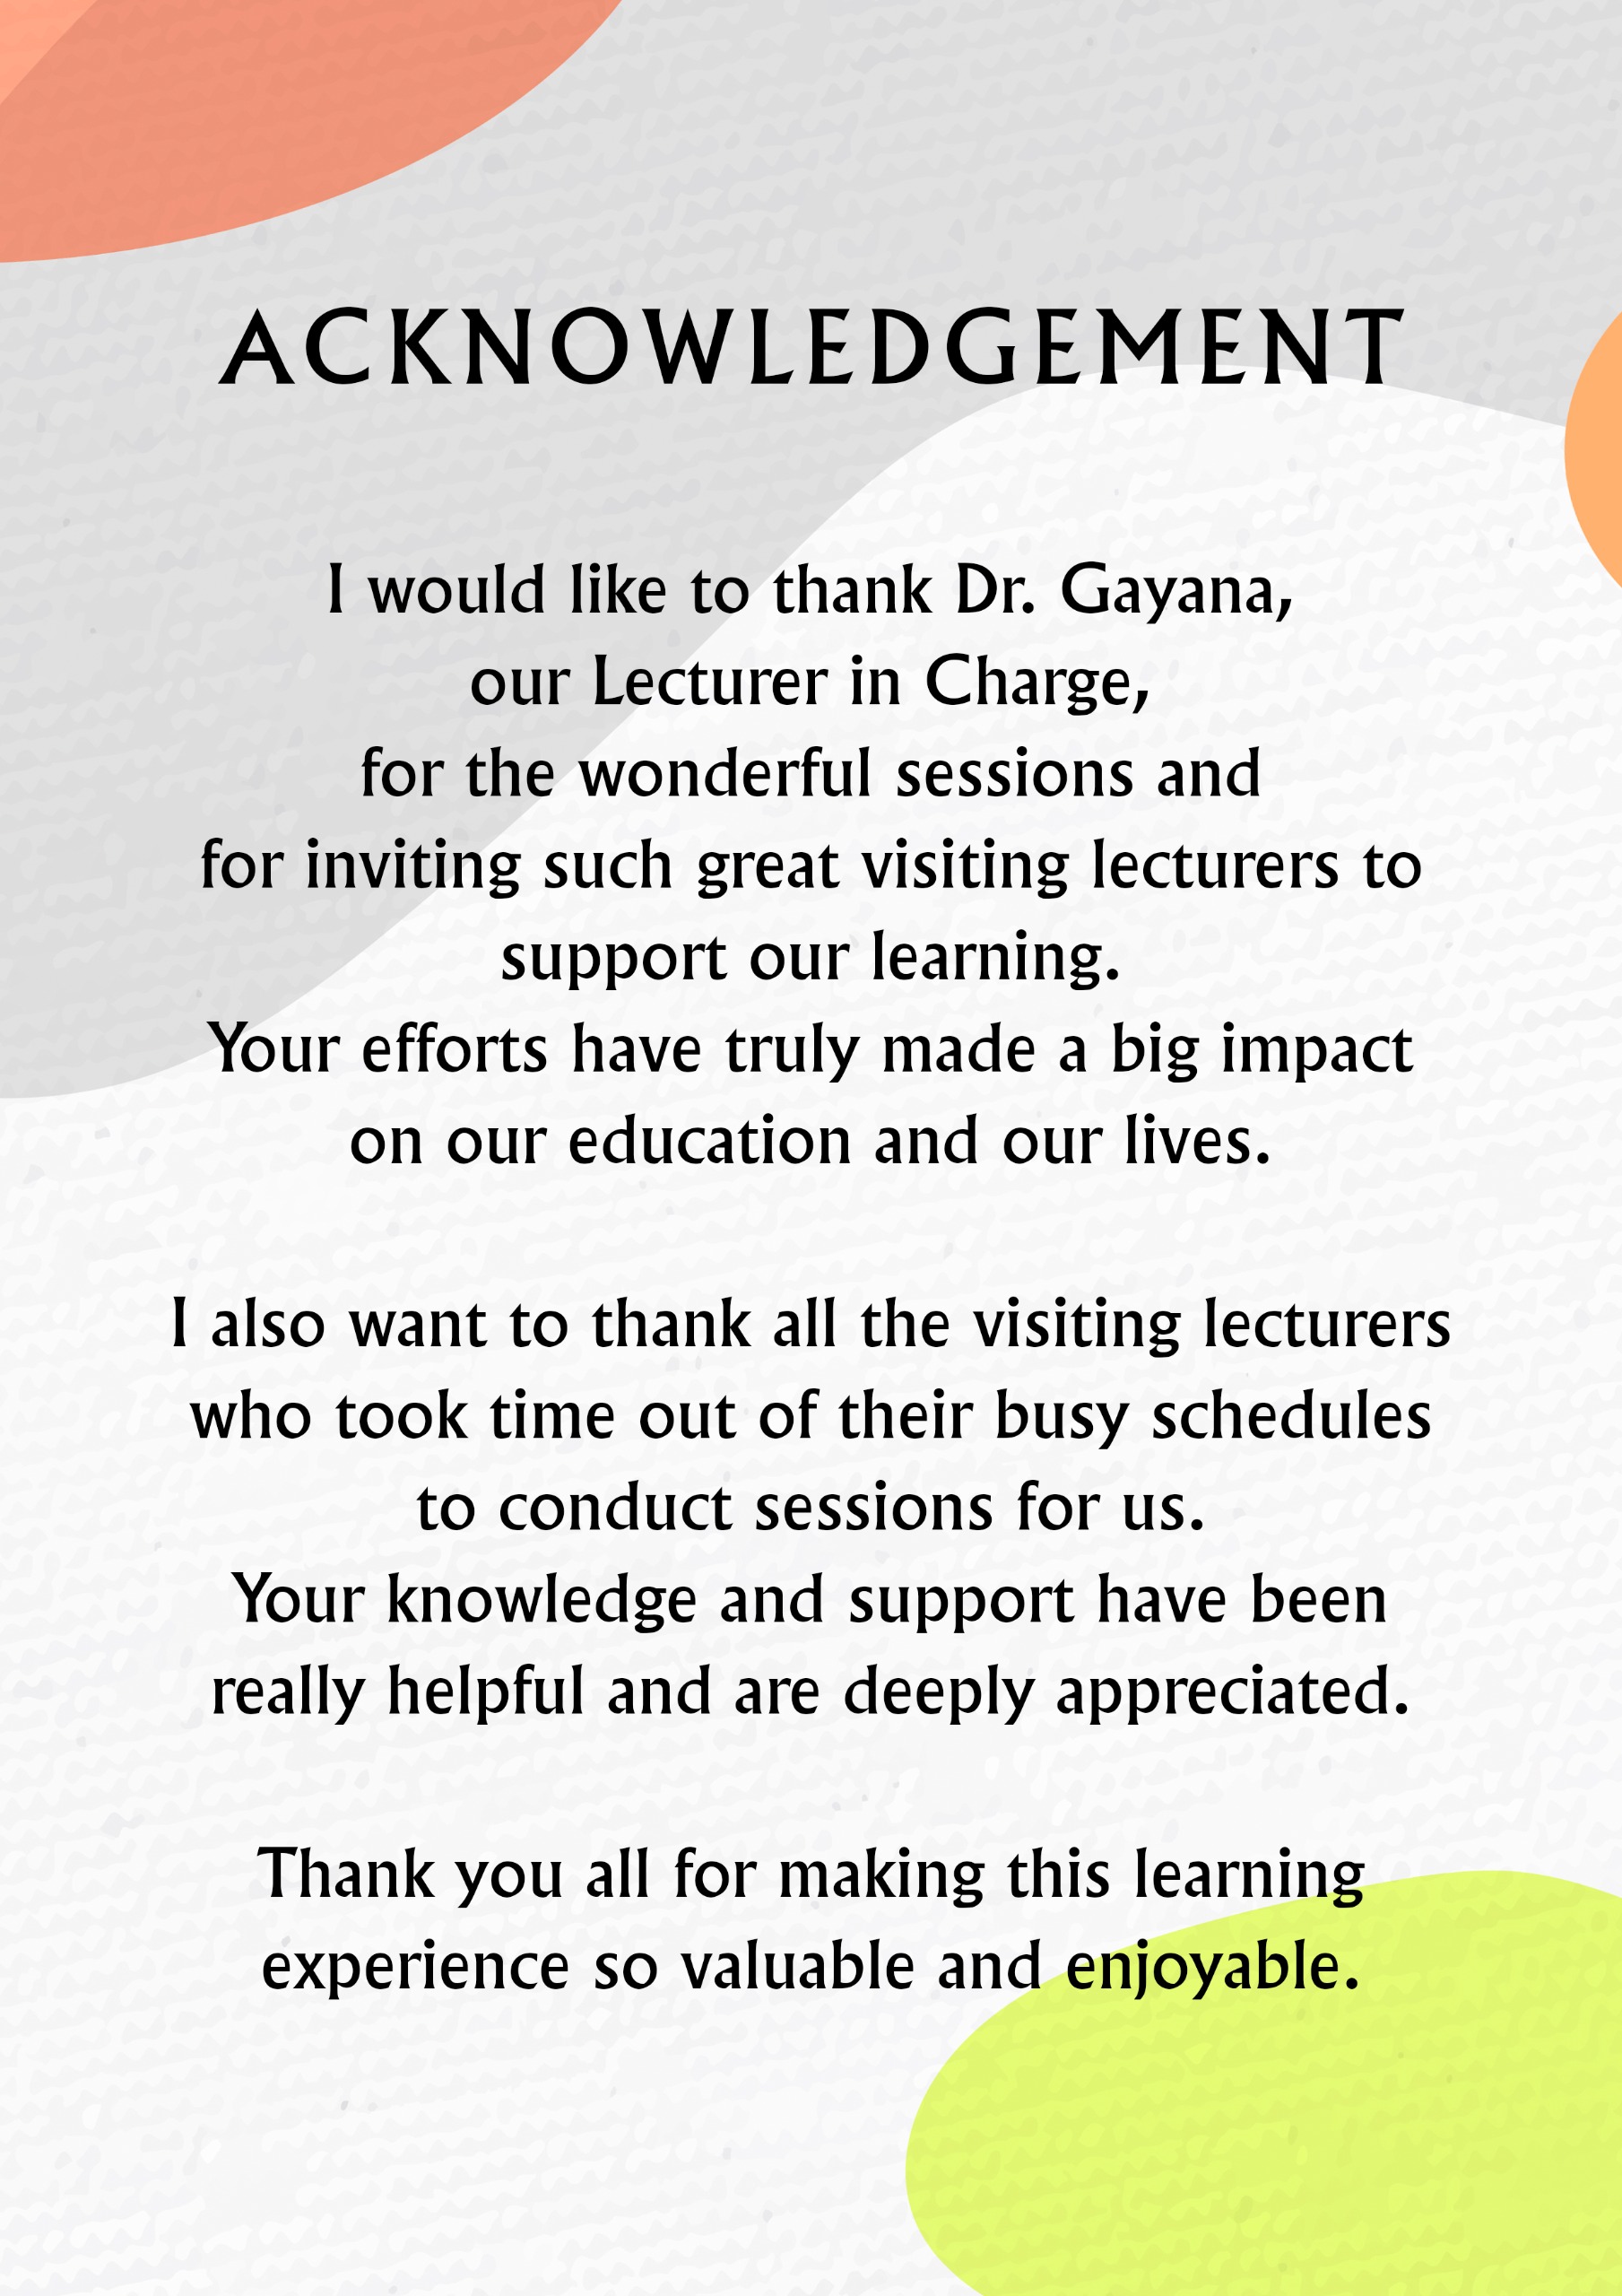 ACKNOWLEDGEMENT
I would like to thank Dr. Gayana,
our Lecturer in Charge,
for the wonderful sessions and
for inviting such great visiting lecturers to
support our learning.
Your efforts have truly made a big impact
on our education and our lives.
I also want to thank all the visiting lecturers
who took time out of their busy schedules
to conduct sessions for us.
Your knowledge and support have been
really helpful and are deeply appreciated.
Thank you all for making this learning
experience so valuable and enjoyable.